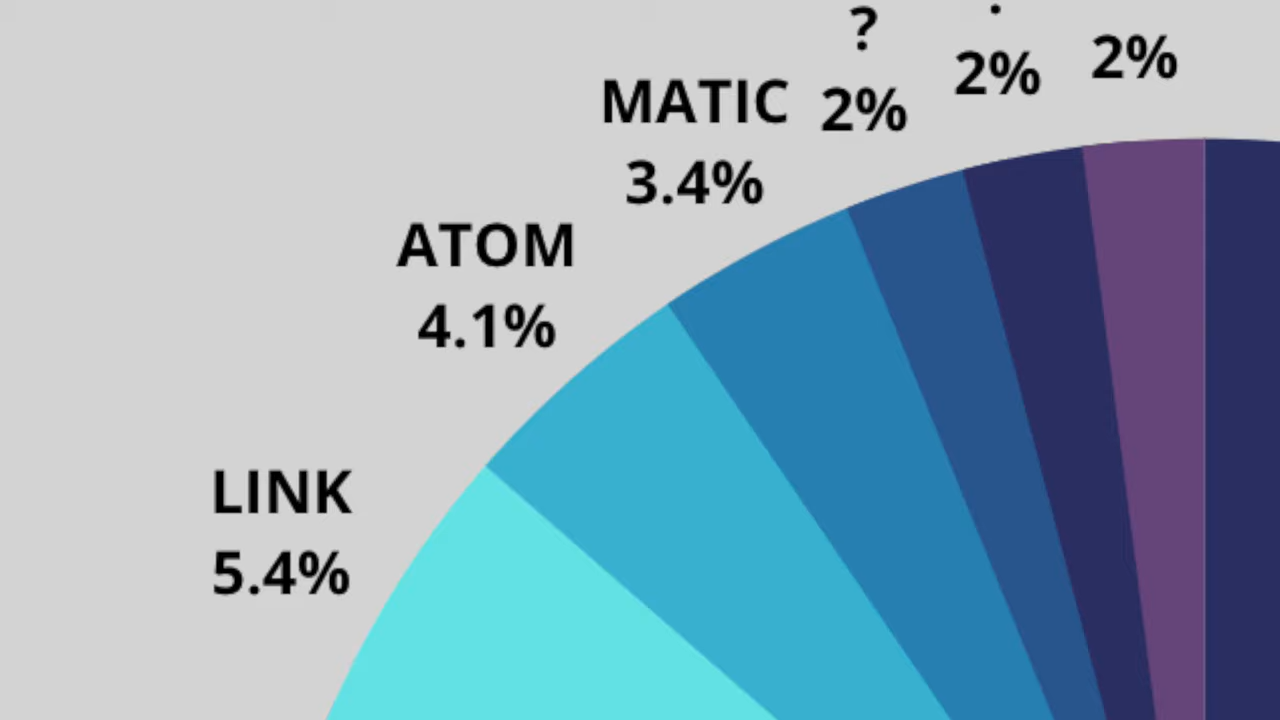 ?
2%
2%
2%
MATIC
3.4%
ATOM
4.1%
LINK
5.4%